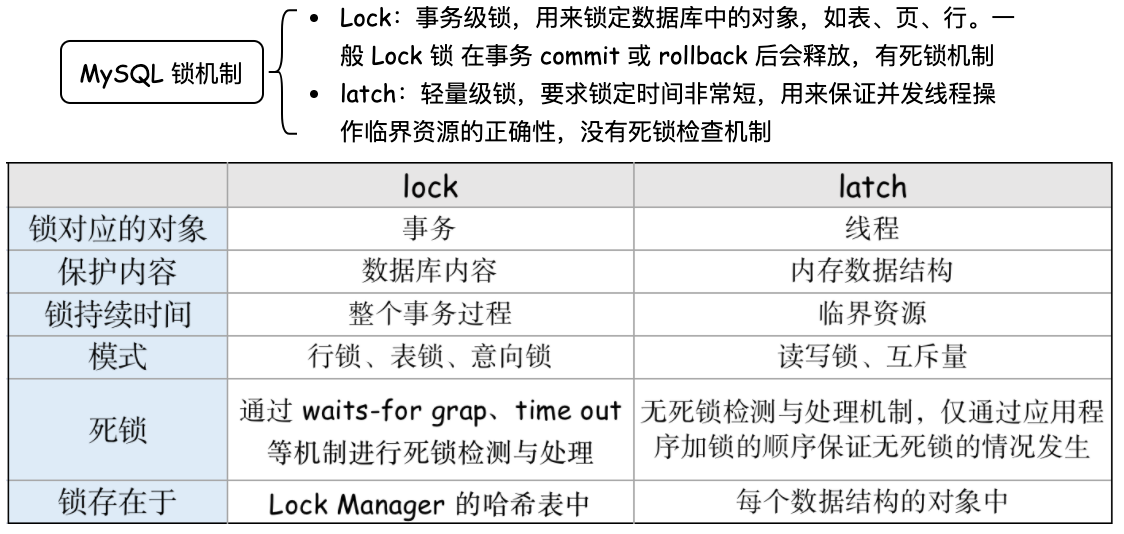 MySQL 锁机制
• Lock：事务级锁，用来锁定数据库中的对象，如表、页、行。一
般 Lock 锁 在事务 commit 或 rollback 后会释放，有死锁机制
• latch：轻量级锁，要求锁定时间非常短，用来保证并发线程操
作临界资源的正确性，没有死锁检查机制
lock latch
锁对应的对象 事务 线程
保护内容 数据库内容 内存数据结构
锁持续时间 整个事务过程 临界资源
模式 行锁、表锁、意向锁 读写锁、互斥量
死锁
通过 waits-for grap、time out
等机制进行死锁检测与处理
无死锁检测与处理机制，仅通过应用程
序加锁的顺序保证无死锁的情况发生
锁存在于 Lock Manager 的哈希表中 每个数据结构的对象中